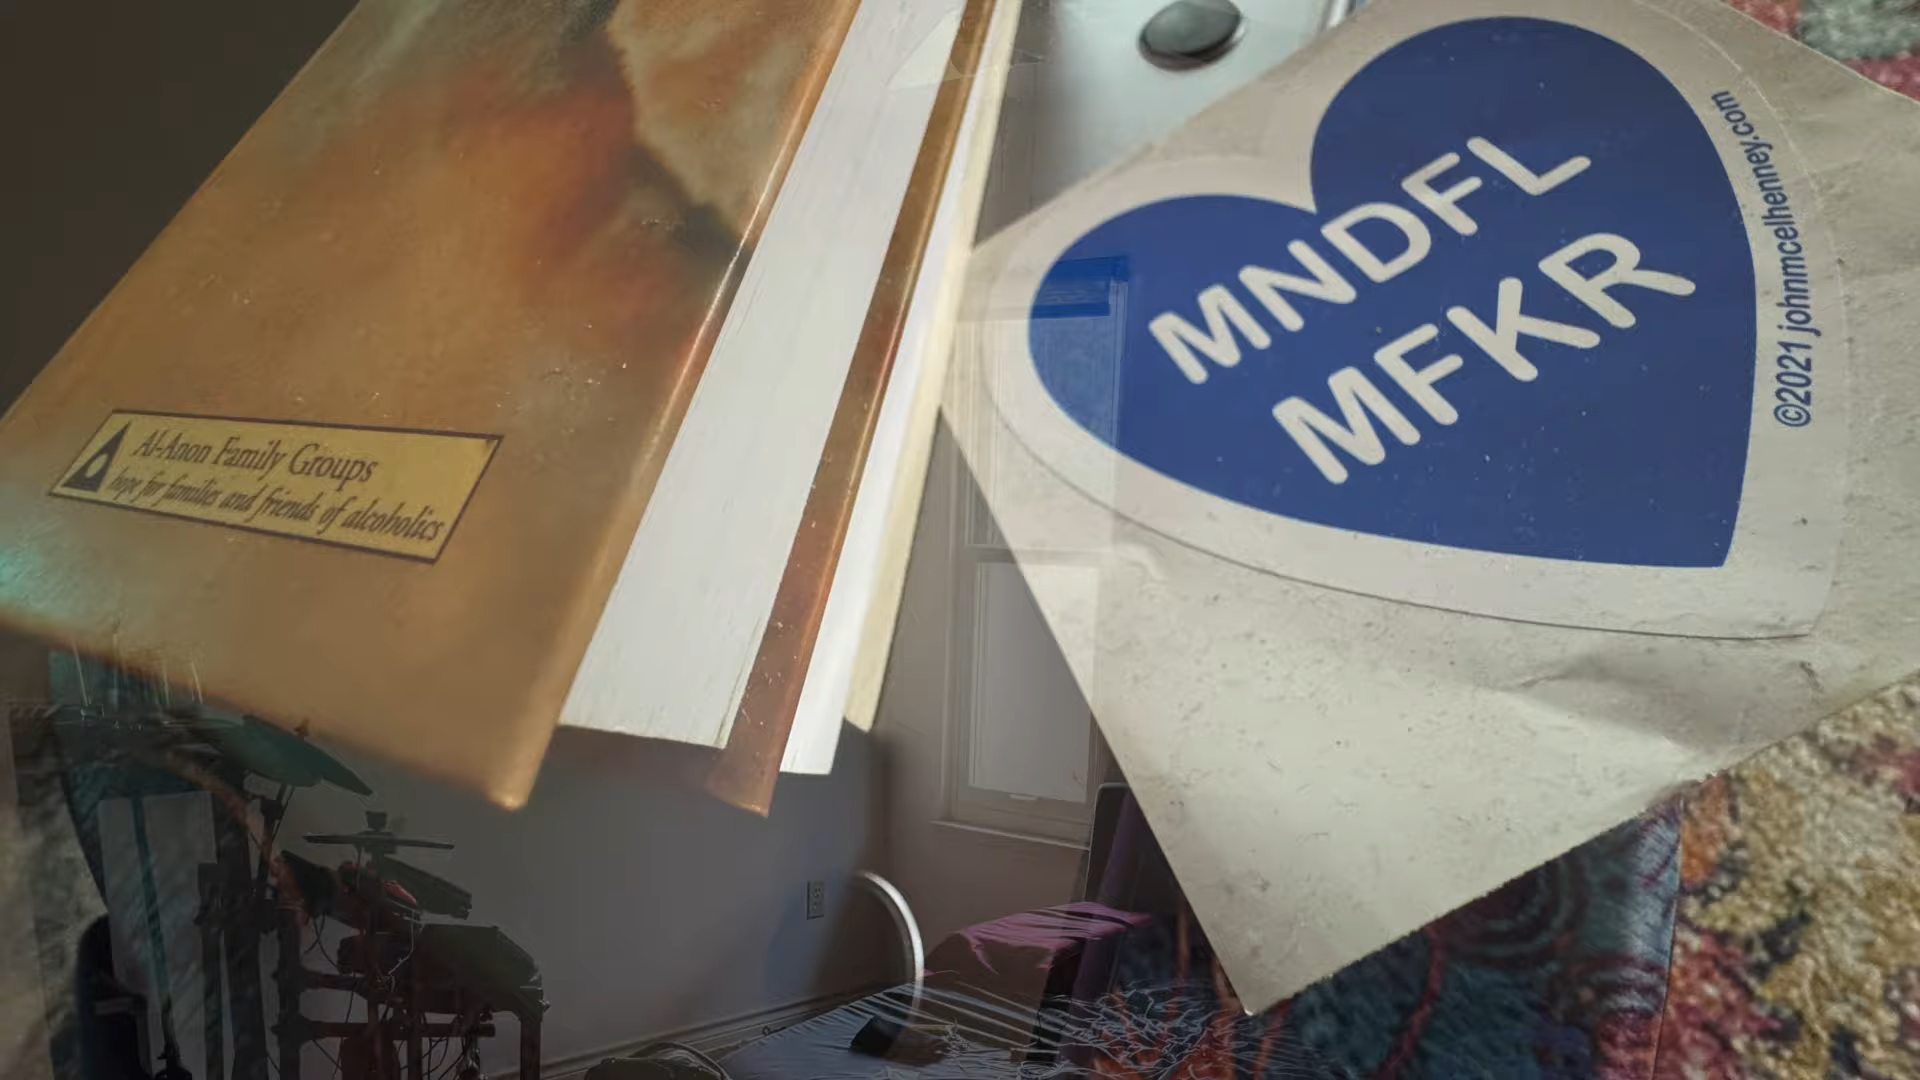 Al-Anon Family Groups
hope for families and friends of alcoholics
MNDFL
MFKR
©2021 johnmcelhenney.com